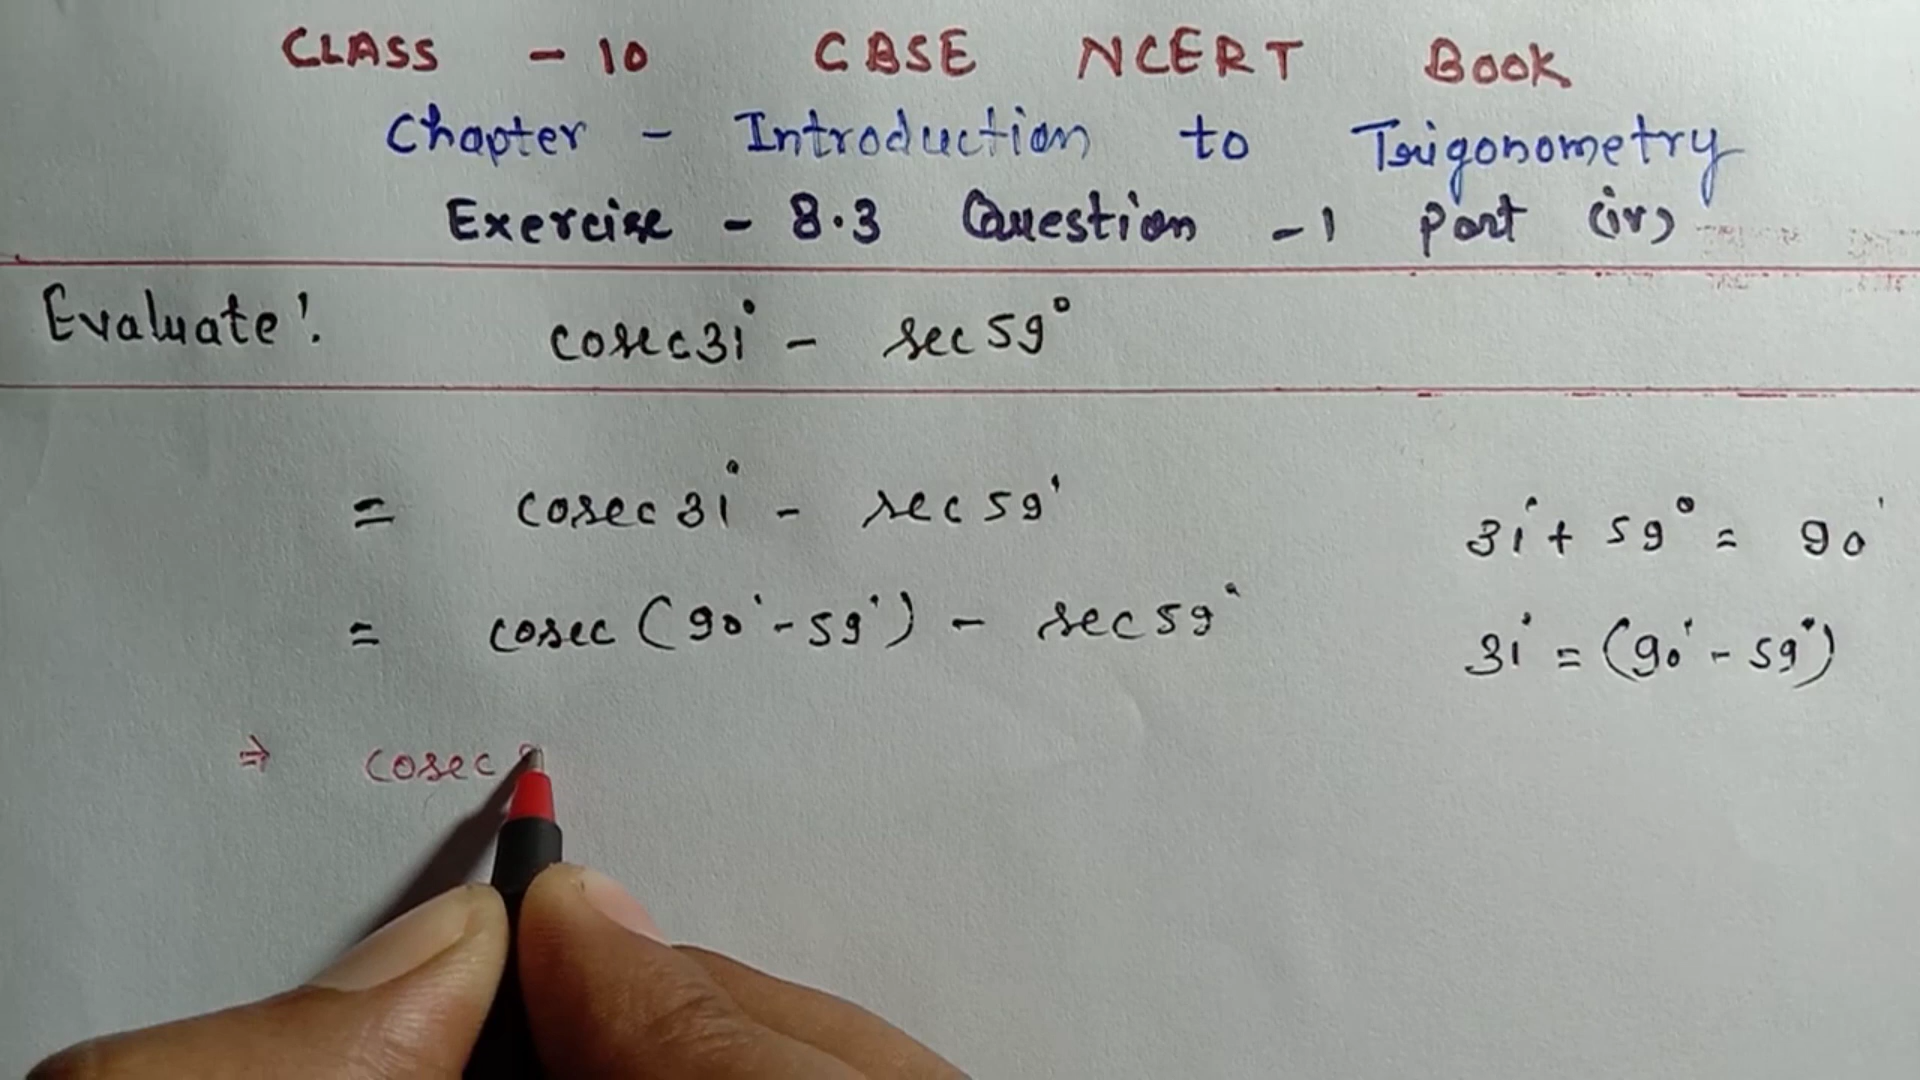 CLASS - 10 CBSE NCERT Book
Chapter - Introduction to Trigonometry
Exercise - 8.3 Question - 1 Part (iv)
Evaluate: cosec31° - sec59°
= cosec31° - sec59°
31° + 59° = 90°
= cosec(90° - 59°) - sec59°
31° = (90° - 59°)
⇒ cosec